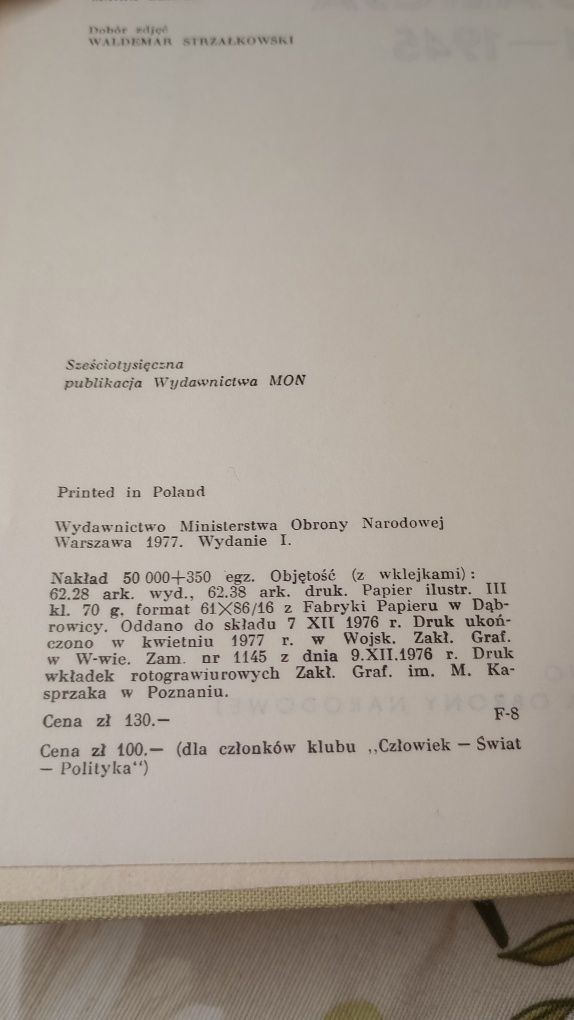 Dobór zdjęć
WALDEMAR STRZAŁKOWSKI
1945
Sześciotysięczna
publikacja Wydawnictwa MON
Printed in Poland
Wydawnictwo Ministerstwa Obrony Narodowej
Warszawa 1977. Wydanie I.
Nakład 50 000+350 egz. Objętość (z wklejkami):
62.28 ark. wyd., 62.38 ark. druk. Papier ilustr. III
kl. 70 g, format 61×86/16 z Fabryki Papieru w Dąb-
rowicy. Oddano do składu 7 XII 1976 r. Druk ukoń-
czono w kwietniu 1977 r. w Wojsk. Zakł. Graf.
w W-wie. Zam. nr 1145 z dnia 9.XII.1976 r. Druk
wkładek rotograwiurowych Zakł. Graf. im. M. Ka-
sprzaka w Poznaniu.
Cena zł 130.—
F-8
Cena zł 100.— (dla członków klubu ,,Człowiek — Świat
— Polityka")
OBRONY NARODOWEJ